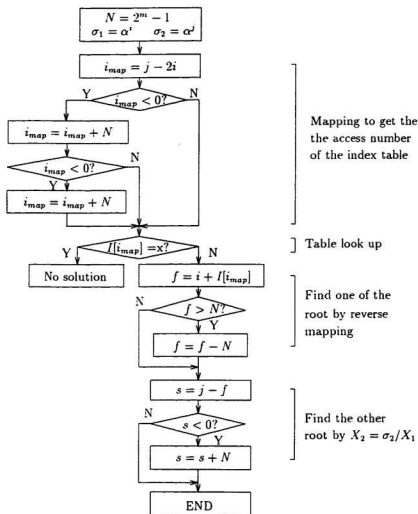 N = 2^m − 1
σ₁ = α^i σ₂ = α^j
i_map = j − 2i
Y
i_map < 0?
N
i_map = i_map + N
i_map < 0?
N
Y
i_map = i_map + N
Mapping to get the
the access number
of the index table
Y
I[i_map] =x?
N
Table look up
No solution
f = i + I[i_map]
N
f > N?
Y
f = f − N
Find one of the
root by reverse
mapping
s = j − f
N
s < 0?
Y
s = s + N
Find the other
root by X₂ = σ₂/X₁
END